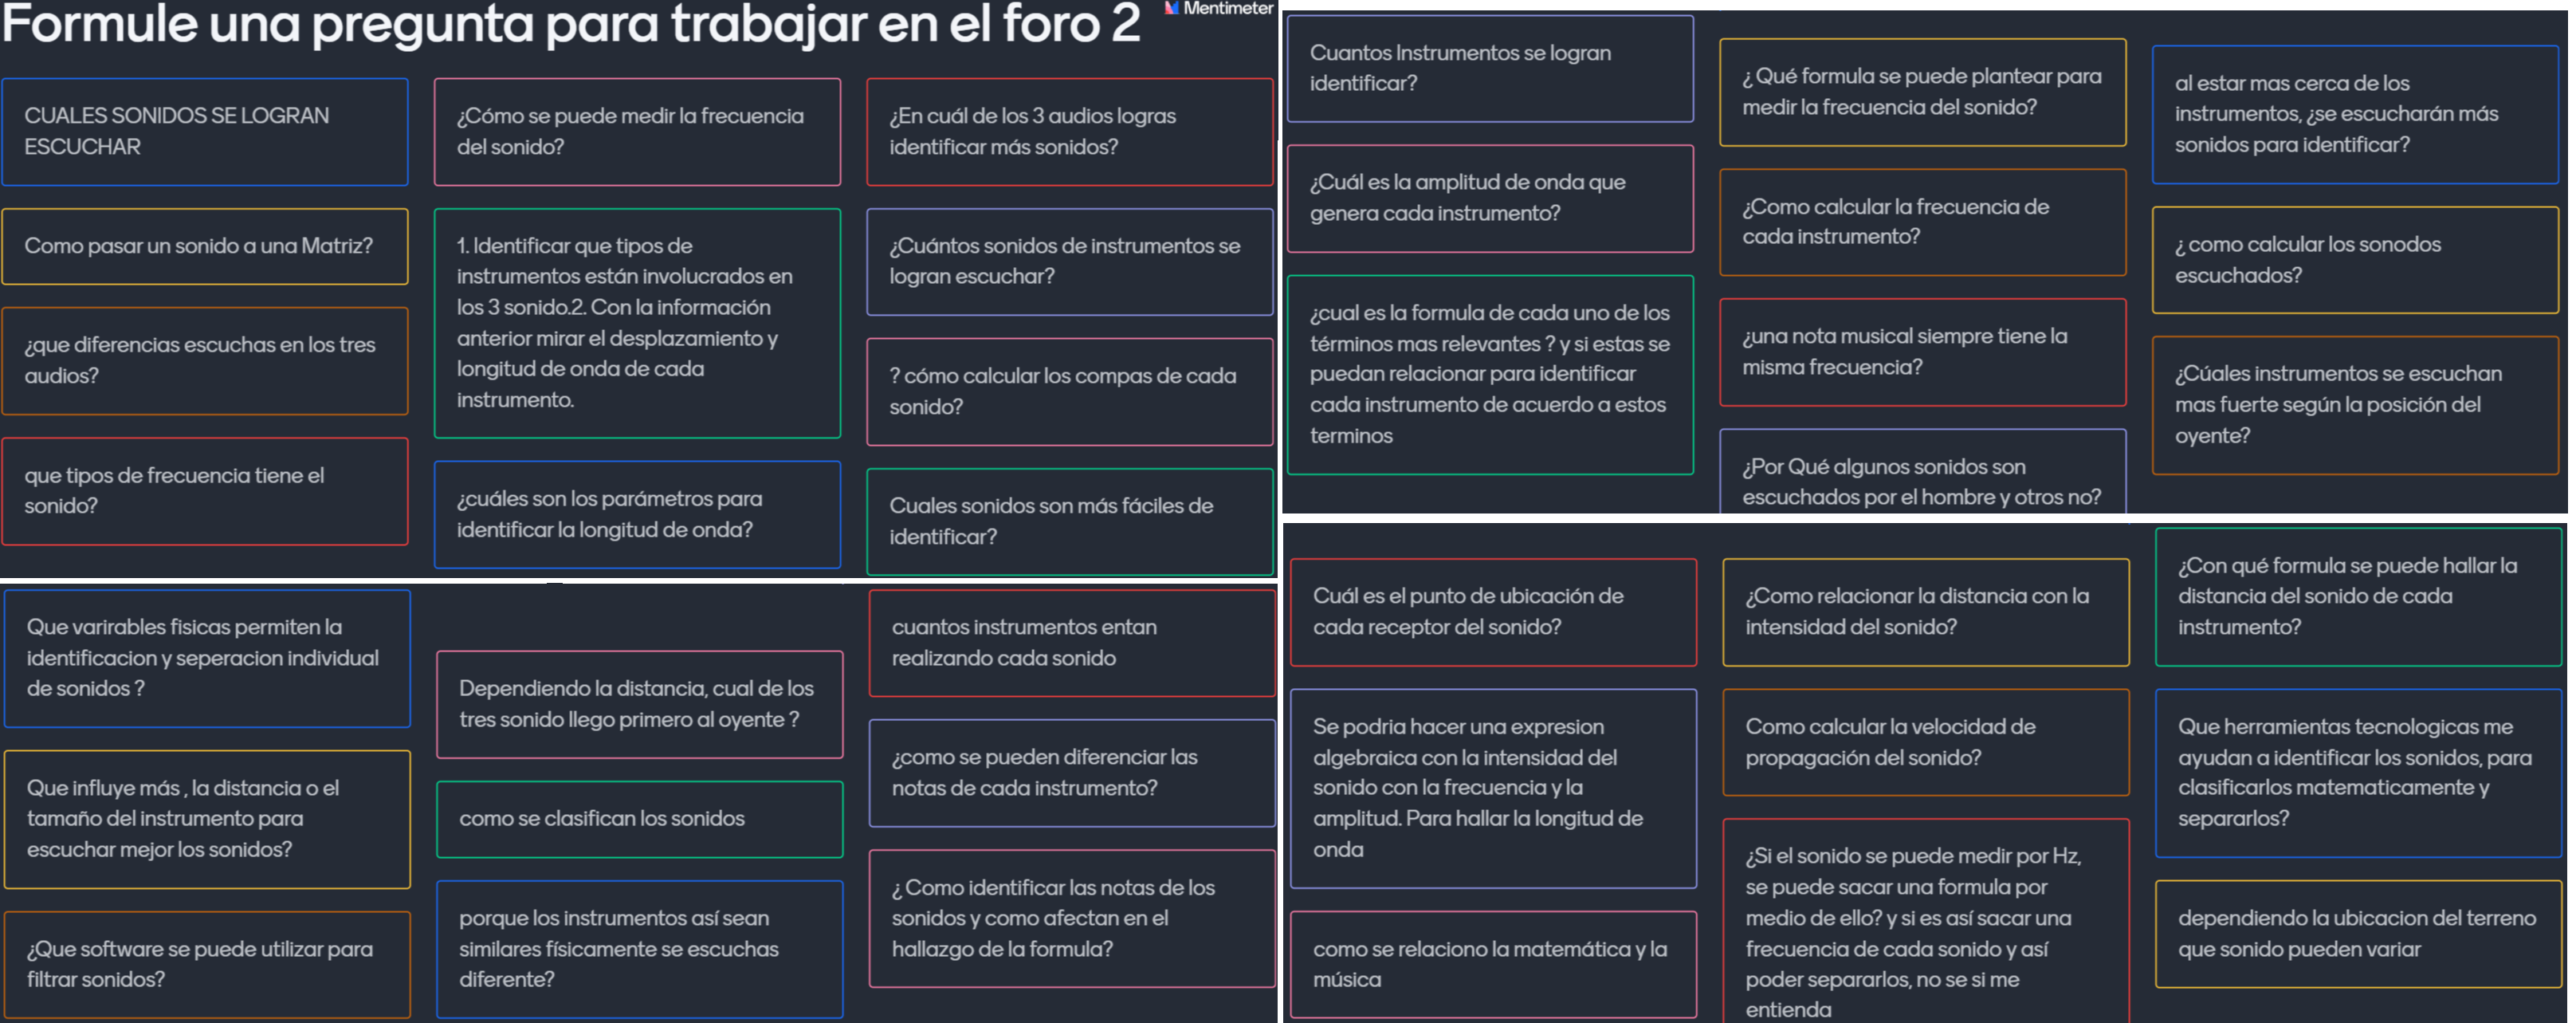 Formule una pregunta para trabajar en el foro 2
Mentimeter
CUALES SONIDOS SE LOGRAN
ESCUCHAR
Como pasar un sonido a una Matriz?
¿que diferencias escuchas en los tres
audios?
que tipos de frecuencia tiene el
sonido?
¿Cómo se puede medir la frecuencia
del sonido?
1. Identificar que tipos de
instrumentos están involucrados en
los 3 sonido.2. Con la información
anterior mirar el desplazamiento y
longitud de onda de cada
instrumento.
¿cuáles son los parámetros para
identificar la longitud de onda?
¿En cuál de los 3 audios logras
identificar más sonidos?
¿Cuántos sonidos de instrumentos se
logran escuchar?
? cómo calcular los compas de cada
sonido?
Cuales sonidos son más fáciles de
identificar?
Cuantos Instrumentos se logran
identificar?
¿Cuál es la amplitud de onda que
genera cada instrumento?
¿cual es la formula de cada uno de los
términos mas relevantes ? y si estas se
puedan relacionar para identificar
cada instrumento de acuerdo a estos
terminos
¿ Qué formula se puede plantear para
medir la frecuencia del sonido?
¿Como calcular la frecuencia de
cada instrumento?
¿una nota musical siempre tiene la
misma frecuencia?
¿Por Qué algunos sonidos son
escuchados por el hombre y otros no?
al estar mas cerca de los
instrumentos, ¿se escucharán más
sonidos para identificar?
¿ como calcular los sonodos
escuchados?
¿Cúales instrumentos se escuchan
mas fuerte según la posición del
oyente?
Que varirables fisicas permiten la
identificacion y seperacion individual
de sonidos ?
Que influye más , la distancia o el
tamaño del instrumento para
escuchar mejor los sonidos?
¿Que software se puede utilizar para
filtrar sonidos?
Dependiendo la distancia, cual de los
tres sonido llego primero al oyente ?
como se clasifican los sonidos
porque los instrumentos así sean
similares físicamente se escuchas
diferente?
cuantos instrumentos entan
realizando cada sonido
¿como se pueden diferenciar las
notas de cada instrumento?
¿ Como identificar las notas de los
sonidos y como afectan en el
hallazgo de la formula?
Cuál es el punto de ubicación de
cada receptor del sonido?
Se podria hacer una expresion
algebraica con la intensidad del
sonido con la frecuencia y la
amplitud. Para hallar la longitud de
onda
como se relaciono la matemática y la
música
¿Como relacionar la distancia con la
intensidad del sonido?
Como calcular la velocidad de
propagación del sonido?
¿Si el sonido se puede medir por Hz,
se puede sacar una formula por
medio de ello? y si es así sacar una
frecuencia de cada sonido y así
poder separarlos, no se si me
entienda
¿Con qué formula se puede hallar la
distancia del sonido de cada
instrumento?
Que herramientas tecnologicas me
ayudan a identificar los sonidos, para
clasificarlos matematicamente y
separarlos?
dependiendo la ubicacion del terreno
que sonido pueden variar